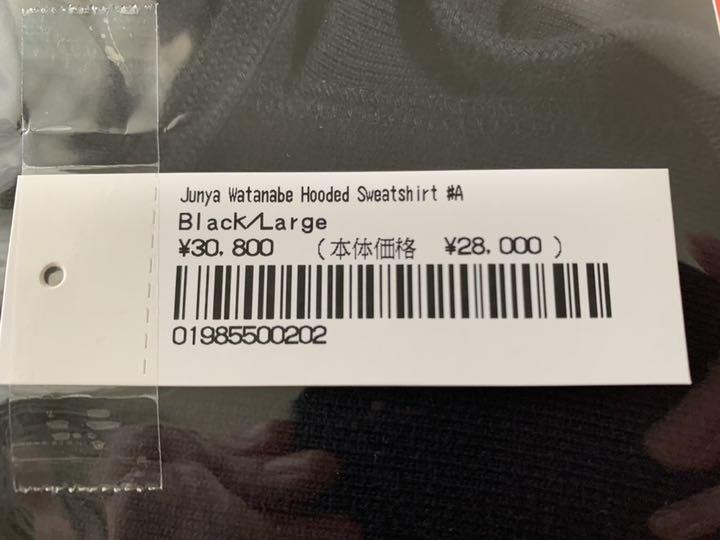 Junya Watanabe Hooded Sweatshirt #A
Black/Large
¥30,800 (本体価格 ¥28,000)
01985500202